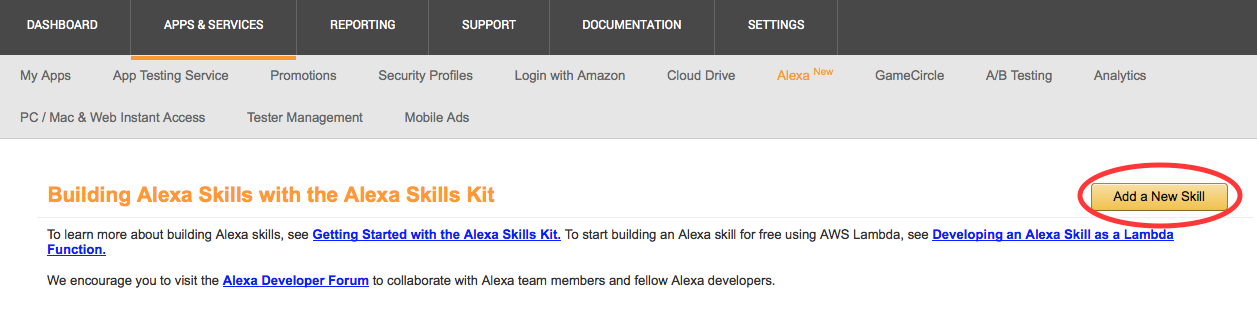 DASHBOARD APPS & SERVICES REPORTING SUPPORT DOCUMENTATION SETTINGS
My Apps App Testing Service Promotions Security Profiles Login with Amazon Cloud Drive Alexa New GameCircle A/B Testing Analytics
PC / Mac & Web Instant Access Tester Management Mobile Ads
Building Alexa Skills with the Alexa Skills Kit Add a New Skill
To learn more about building Alexa skills, see Getting Started with the Alexa Skills Kit. To start building an Alexa skill for free using AWS Lambda, see Developing an Alexa Skill as a Lambda
Function.
We encourage you to visit the Alexa Developer Forum to collaborate with Alexa team members and fellow Alexa developers.